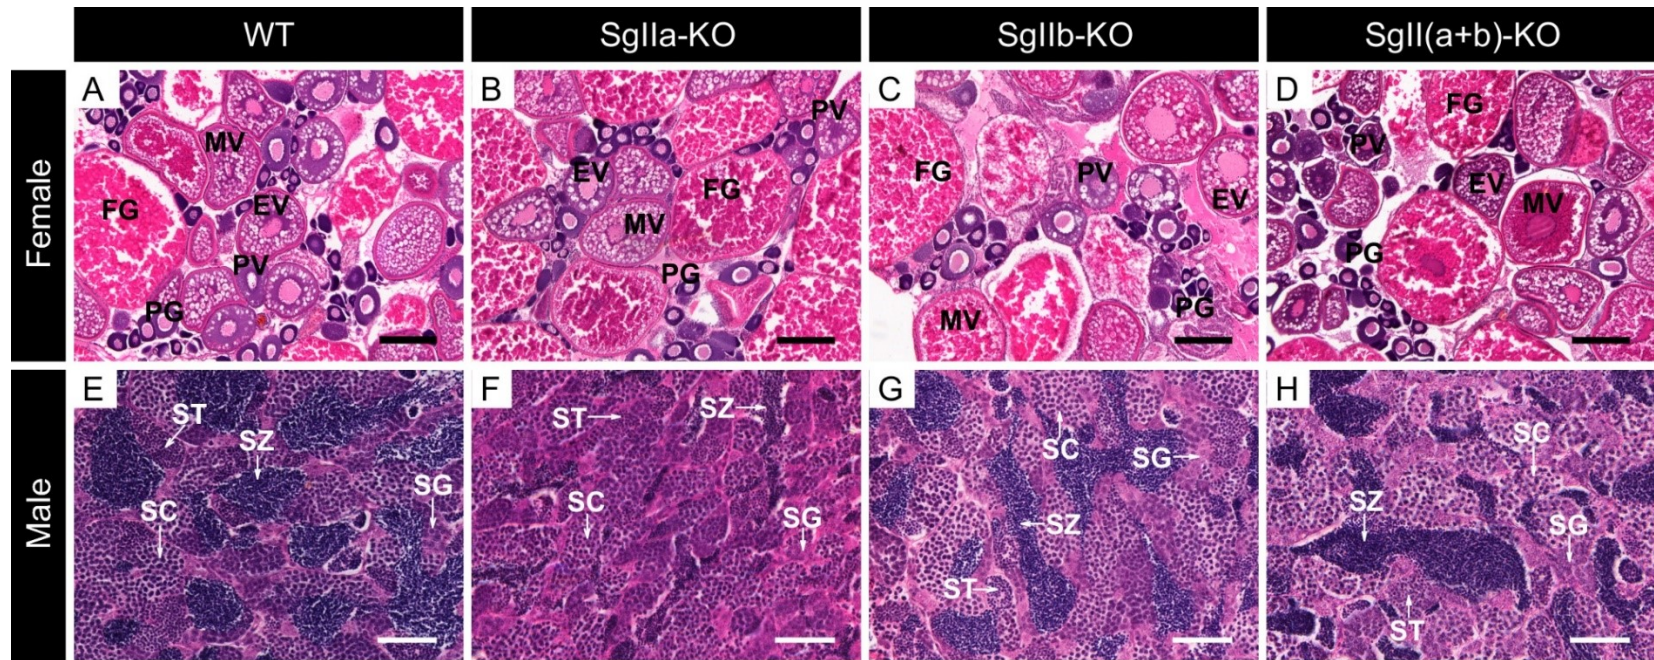 WT SgIIa-KO SgIIb-KO SgII(a+b)-KO
Female
A MV FG EV PV PG
B PV EV FG MV PG
C FG PV EV MV PG
D FG PV EV MV PG
Male
E ST SZ SG SC
F ST SZ SC SG
G SC SG SZ ST
H SC SZ SG ST